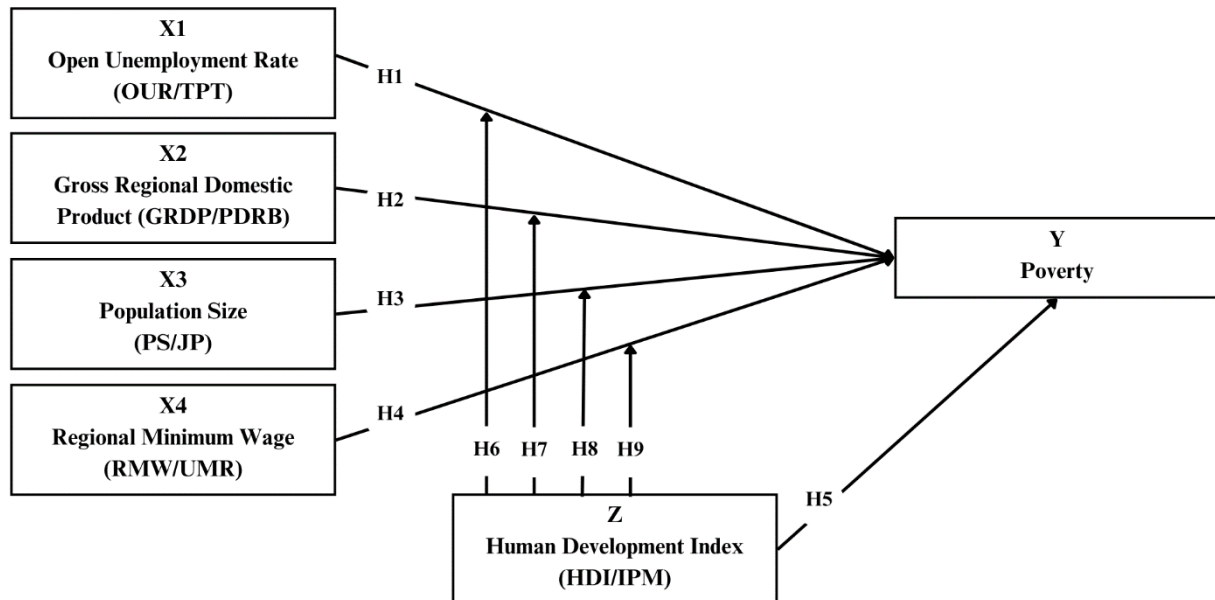 X1
Open Unemployment Rate
(OUR/TPT)
H1
X2
Gross Regional Domestic
Product (GRDP/PDRB)
H2
X3
Population Size
(PS/JP)
H3
X4
Regional Minimum Wage
(RMW/UMR)
H4
Y
Poverty
H6
H7
H8
H9
H5
Z
Human Development Index
(HDI/IPM)